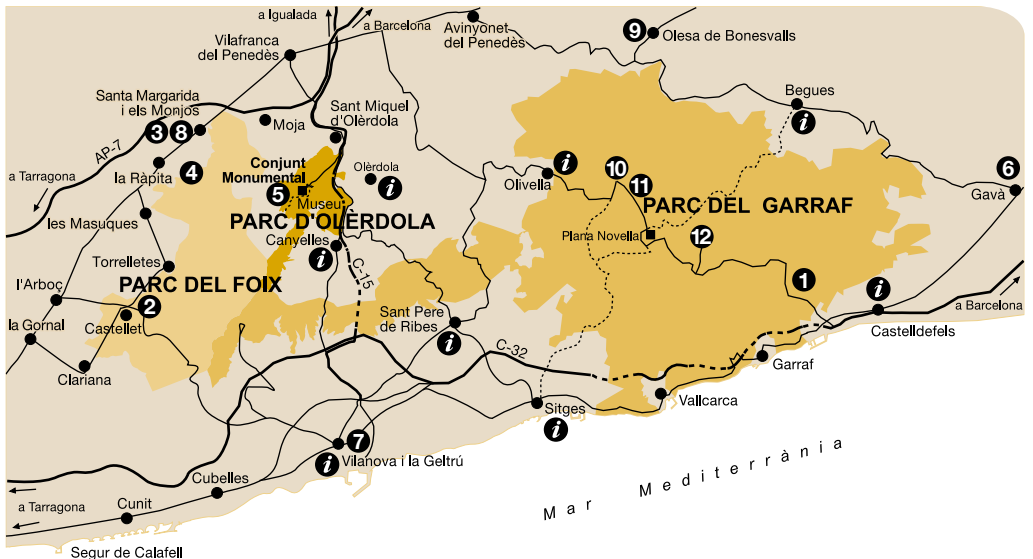 a Igualada
a Barcelona
Avinyonet
del Penedès
9
Olesa de Bonesvalls
Vilafranca
del Penedès
Begues
i
Santa Margarida
i els Monjos
3 8
Moja
Sant Miquel
d'Olèrdola
AP-7
a Tarragona
la Ràpita
4
Conjunt
Monumental
5
Museu
Olèrdola
i
i
Olivella
10
11
6
Gavà
PARC D'OLÈRDOLA
PARC DEL GARRAF
les Masuques
Canyelles
i
C-15
Plana Novella
12
Torrelletes
PARC DEL FOIX
l'Arboç
2
Castellet
1
i
a Barcelona
Castelldefels
la Gornal
Sant Pere
de Ribes
i
C-32
Clariana
Garraf
Vallcarca
Sitges
i
7
i
Vilanova i la Geltrú
Mar Mediterrània
Cubelles
a Tarragona
Cunit
Segur de Calafell